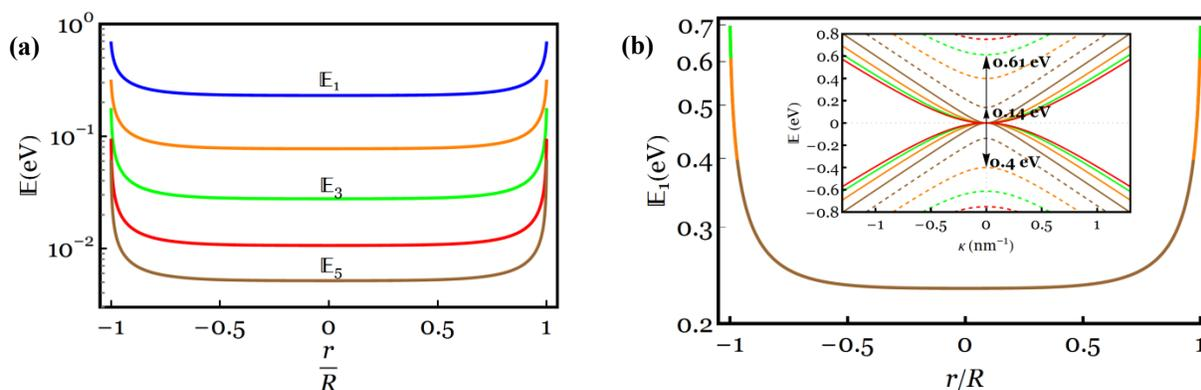 (a)
10⁰
10⁻¹
10⁻²
𝔼(eV)
𝔼₁
𝔼₃
𝔼₅
−1 −0.5 0 0.5 1
r
R
(b)
0.7
0.6
0.5
0.4
0.3
0.2
𝔼₁(eV)
−1 −0.5 0 0.5 1
r/R
0.8
0.6
0.4
0.2
0
−0.2
−0.4
−0.6
−0.8
𝔼 (eV)
0.61 eV
0.14 eV
0.4 eV
−1 −0.5 0 0.5 1
κ (nm⁻¹)